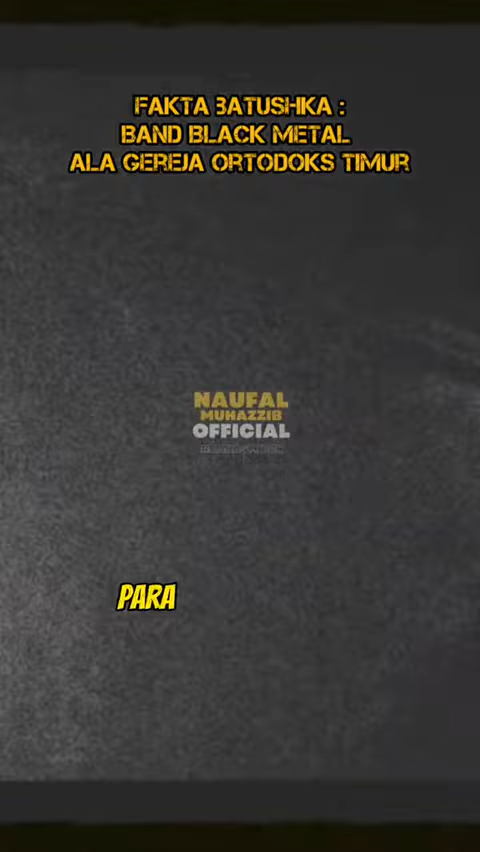 FAKTA BATUSHKA :
BAND BLACK METAL
ALA GEREJA ORTODOKS TIMUR
NAUFAL
MUHAZZIB
OFFICIAL
PARA